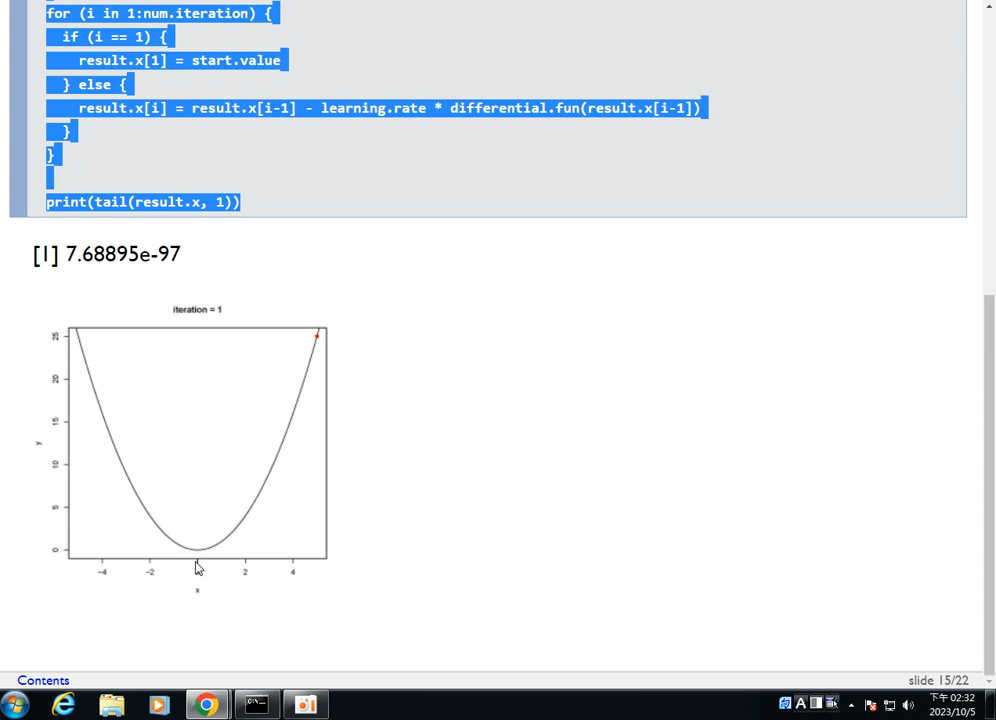 for (i in 1:num.iteration) {
if (i == 1) {
result.x[1] = start.value
} else {
result.x[i] = result.x[i-1] - learning.rate * differential.fun(result.x[i-1])
}
}
print(tail(result.x, 1))
[1] 7.68895e-97
iteration = 1
25
20
15
10
5
0
y
-4
-2
2
4
x
Contents
slide 15/22
C:\.
A
下午 02:32
2023/10/5